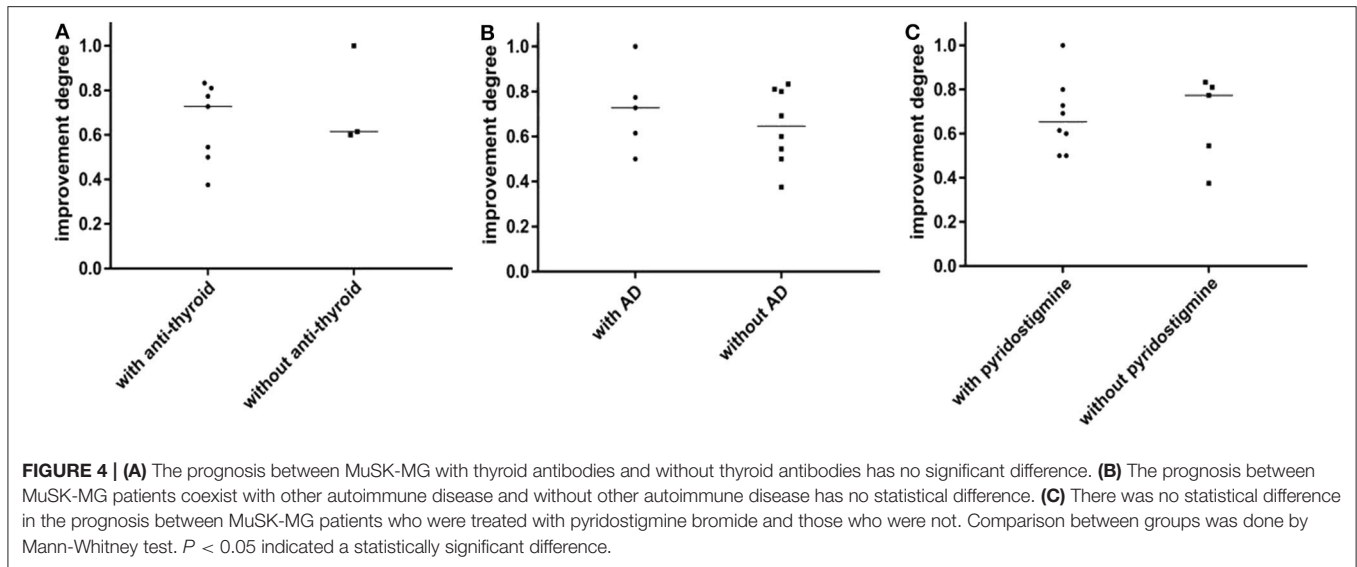 A
B
C
improvement degree
1.0
0.8
0.6
0.4
0.2
0.0
with anti-thyroid
without anti-thyroid
improvement degree
1.0
0.8
0.6
0.4
0.2
0.0
with AD
without AD
improvement degree
1.0
0.8
0.6
0.4
0.2
0.0
with pyridostigmine
without pyridostigmine
FIGURE 4 | (A) The prognosis between MuSK-MG with thyroid antibodies and without thyroid antibodies has no significant difference. (B) The prognosis between
MuSK-MG patients coexist with other autoimmune disease and without other autoimmune disease has no statistical difference. (C) There was no statistical difference
in the prognosis between MuSK-MG patients who were treated with pyridostigmine bromide and those who were not. Comparison between groups was done by
Mann-Whitney test. P < 0.05 indicated a statistically significant difference.